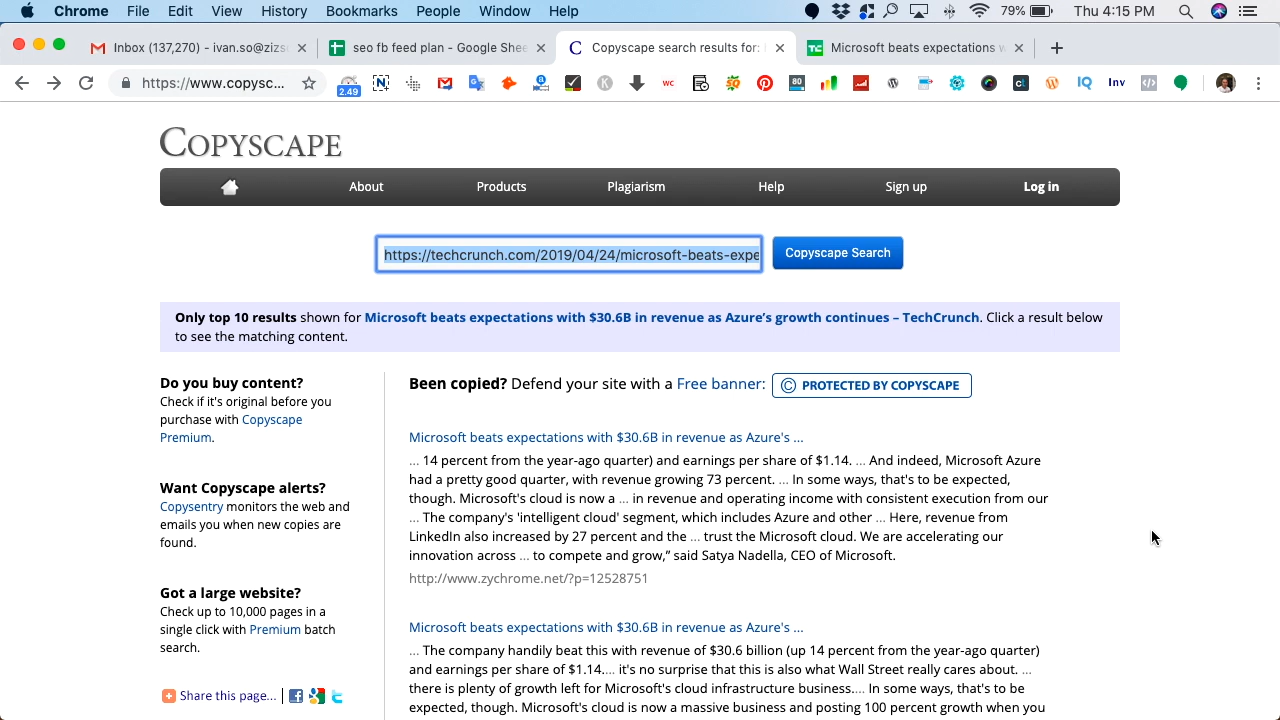 Chrome File Edit View History Bookmarks People Window Help 79% Thu 4:15 PM
Inbox (137,270) - ivan.so@zizs
seo fb feed plan - Google Shee
Copyscape search results for:
Microsoft beats expectations w
https://www.copysc...
2.49
80
wc
IQ
Inv
COPYSCAPE
About Products Plagiarism Help Sign up Log in
https://techcrunch.com/2019/04/24/microsoft-beats-expe
Copyscape Search
Only top 10 results shown for Microsoft beats expectations with $30.6B in revenue as Azure's growth continues – TechCrunch. Click a result below
to see the matching content.
Do you buy content?
Check if it's original before you
purchase with Copyscape
Premium.
Want Copyscape alerts?
Copysentry monitors the web and
emails you when new copies are
found.
Got a large website?
Check up to 10,000 pages in a
single click with Premium batch
search.
Share this page...
Been copied? Defend your site with a Free banner: © PROTECTED BY COPYSCAPE
Microsoft beats expectations with $30.6B in revenue as Azure's ...
... 14 percent from the year-ago quarter) and earnings per share of $1.14. ... And indeed, Microsoft Azure
had a pretty good quarter, with revenue growing 73 percent. ... In some ways, that's to be expected,
though. Microsoft's cloud is now a ... in revenue and operating income with consistent execution from our
... The company's 'intelligent cloud' segment, which includes Azure and other ... Here, revenue from
LinkedIn also increased by 27 percent and the ... trust the Microsoft cloud. We are accelerating our
innovation across ... to compete and grow,” said Satya Nadella, CEO of Microsoft.
http://www.zychrome.net/?p=12528751
Microsoft beats expectations with $30.6B in revenue as Azure's ...
... The company handily beat this with revenue of $30.6 billion (up 14 percent from the year-ago quarter)
and earnings per share of $1.14.... it's no surprise that this is also what Wall Street really cares about. ...
there is plenty of growth left for Microsoft's cloud infrastructure business.... In some ways, that's to be
expected, though. Microsoft's cloud is now a massive business and posting 100 percent growth when you